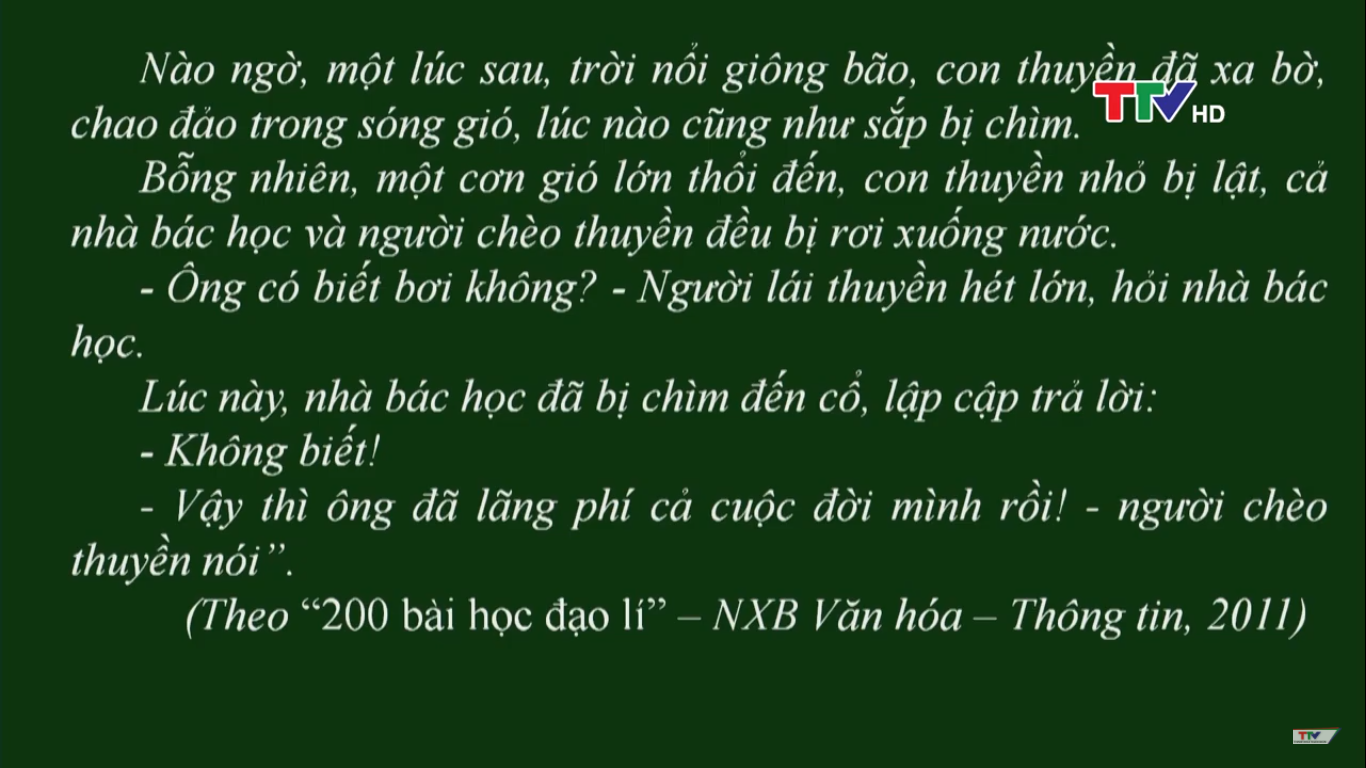 Nào ngờ, một lúc sau, trời nổi giông bão, con thuyền đã xa bờ,
TTV HD
chao đảo trong sóng gió, lúc nào cũng như sắp bị chìm.
Bỗng nhiên, một cơn gió lớn thổi đến, con thuyền nhỏ bị lật, cả
nhà bác học và người chèo thuyền đều bị rơi xuống nước.
- Ông có biết bơi không? - Người lái thuyền hét lớn, hỏi nhà bác
học.
Lúc này, nhà bác học đã bị chìm đến cổ, lập cập trả lời:
- Không biết!
- Vậy thì ông đã lãng phí cả cuộc đời mình rồi! - người chèo
thuyền nói”.
(Theo “200 bài học đạo lí” – NXB Văn hóa – Thông tin, 2011)
TTV